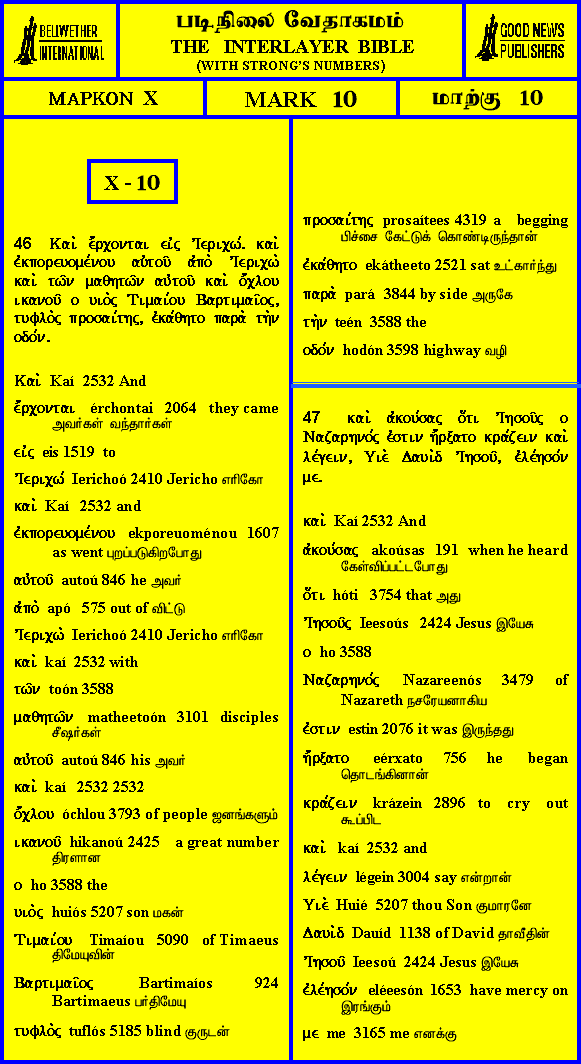 BELLWETHER
INTERNATIONAL
படிநிலை வேதாகமம்
THE INTERLAYER BIBLE
(WITH STRONG'S NUMBERS)
GOOD NEWS
PUBLISHERS
ΜΑΡΚΟΝ X
MARK 10
மாற்கு 10
X - 10
46 Καὶ ἔρχονται εἰς Ἰεριχώ. καὶ
ἐκπορευομένου αὐτοῦ ἀπὸ Ἰεριχὼ
καὶ τῶν μαθητῶν αὐτοῦ καὶ ὄχλου
ικανοῦ ο υιὸς Τιμαίου Βαρτιμαῖος,
τυφλὸς προσαίτης, ἐκάθητο παρὰ τὴν
οδόν.
Καὶ Kaí 2532 And
ἔρχονται érchontai 2064 they came
அவர்கள் வந்தார்கள்
εἰς eis 1519 to
Ἰεριχώ Ierichoó 2410 Jericho எரிகோ
καὶ Kaí 2532 and
ἐκπορευομένου ekporeuoménou 1607
as went புறப்படுகிறபோது
αὐτοῦ autoú 846 he அவர்
ἀπὸ apó 575 out of விட்டு
Ἰεριχὼ Ierichoó 2410 Jericho எரிகோ
καὶ kaí 2532 with
τῶν toón 3588
μαθητῶν matheetoón 3101 disciples
சீஷர்கள்
αὐτοῦ autoú 846 his அவர்
καὶ kaí 2532 2532
ὄχλου óchlou 3793 of people ஜனங்களும்
ικανοῦ hikanoú 2425 a great number
திரளான
ο ho 3588 the
υιὸς huiós 5207 son மகன்
Τιμαίου Timaíou 5090 of Timaeus
திமேயுவின்
Βαρτιμαῖος Bartimaíos 924
Bartimaeus பர்திமேயு
τυφλὸς tuflós 5185 blind குருடன்
προσαίτης prosaítees 4319 a begging
பிச்சை கேட்டுக் கொண்டிருந்தான்
ἐκάθητο ekátheeto 2521 sat உட்கார்ந்து
παρὰ pará 3844 by side அருகே
τὴν teén 3588 the
οδόν hodón 3598 highway வழி
47 καὶ ἀκούσας ὅτι Ἰησοῦς ο
Ναζαρηνός ἐστιν ἤρξατο κράζειν καὶ
λέγειν, Υιὲ Δαυὶδ Ἰησοῦ, ἐλέησόν
με.
καὶ Kaí 2532 And
ἀκούσας akoúsas 191 when he heard
கேள்விப்பட்டபோது
ὅτι hóti 3754 that அது
Ἰησοῦς Ieesoús 2424 Jesus இயேசு
ο ho 3588
Ναζαρηνός Nazareenós 3479 of
Nazareth நசரேயனாகிய
ἐστιν estin 2076 it was இருந்தது
ἤρξατο eérxato 756 he began
தொடங்கினான்
κράζειν krázein 2896 to cry out
கூப்பிட
καὶ kaí 2532 and
λέγειν légein 3004 say என்றான்
Υιὲ Huié 5207 thou Son குமாரனே
Δαυὶδ Dauíd 1138 of David தாவீதின்
Ἰησοῦ Ieesoú 2424 Jesus இயேசு
ἐλέησόν eléeesón 1653 have mercy on
இரங்கும்
με me 3165 me எனக்கு